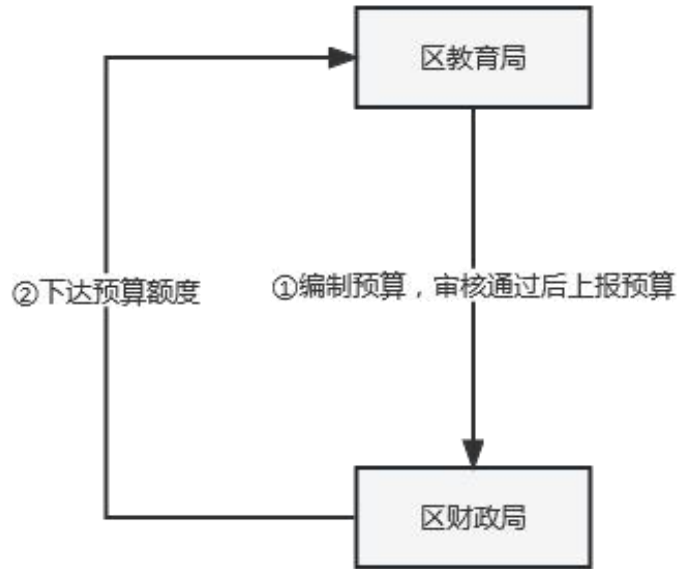 区教育局
②下达预算额度
①编制预算，审核通过后上报预算
区财政局